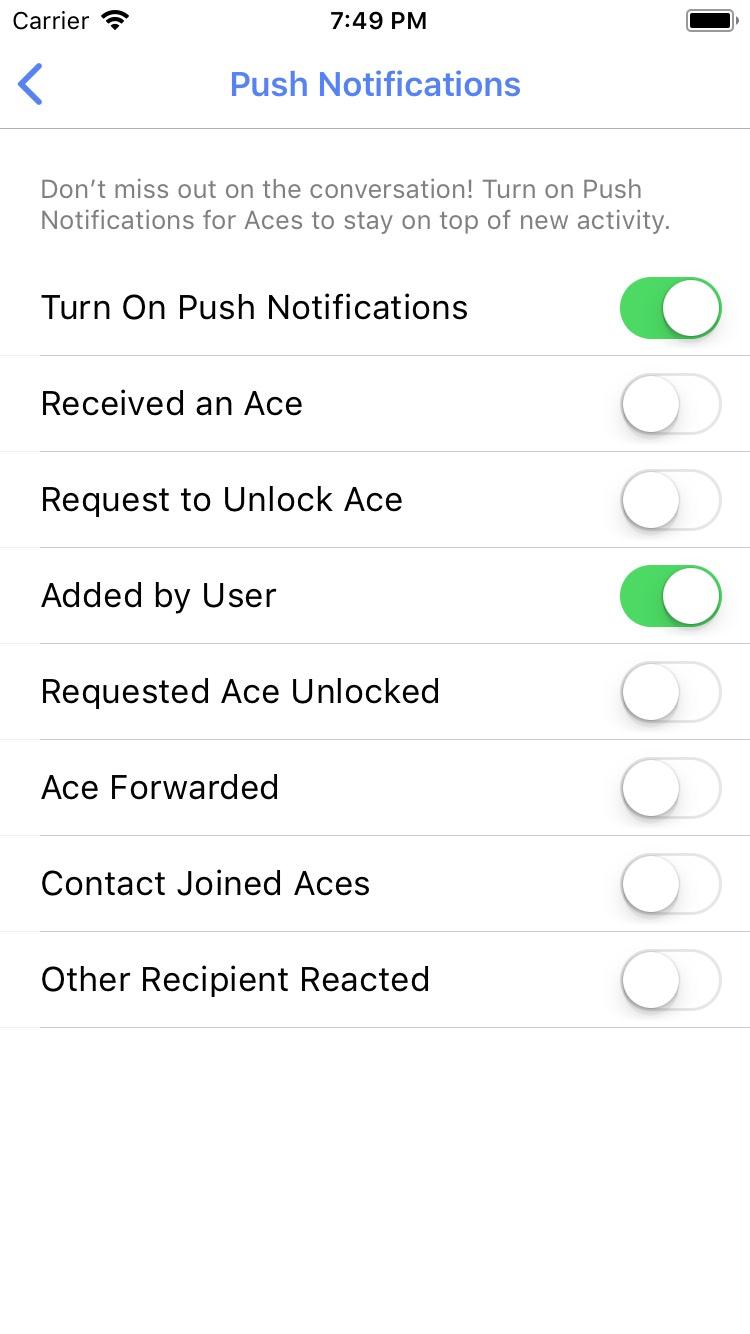 Carrier 7:49 PM
Push Notifications
Don’t miss out on the conversation! Turn on Push
Notifications for Aces to stay on top of new activity.
Turn On Push Notifications
Received an Ace
Request to Unlock Ace
Added by User
Requested Ace Unlocked
Ace Forwarded
Contact Joined Aces
Other Recipient Reacted